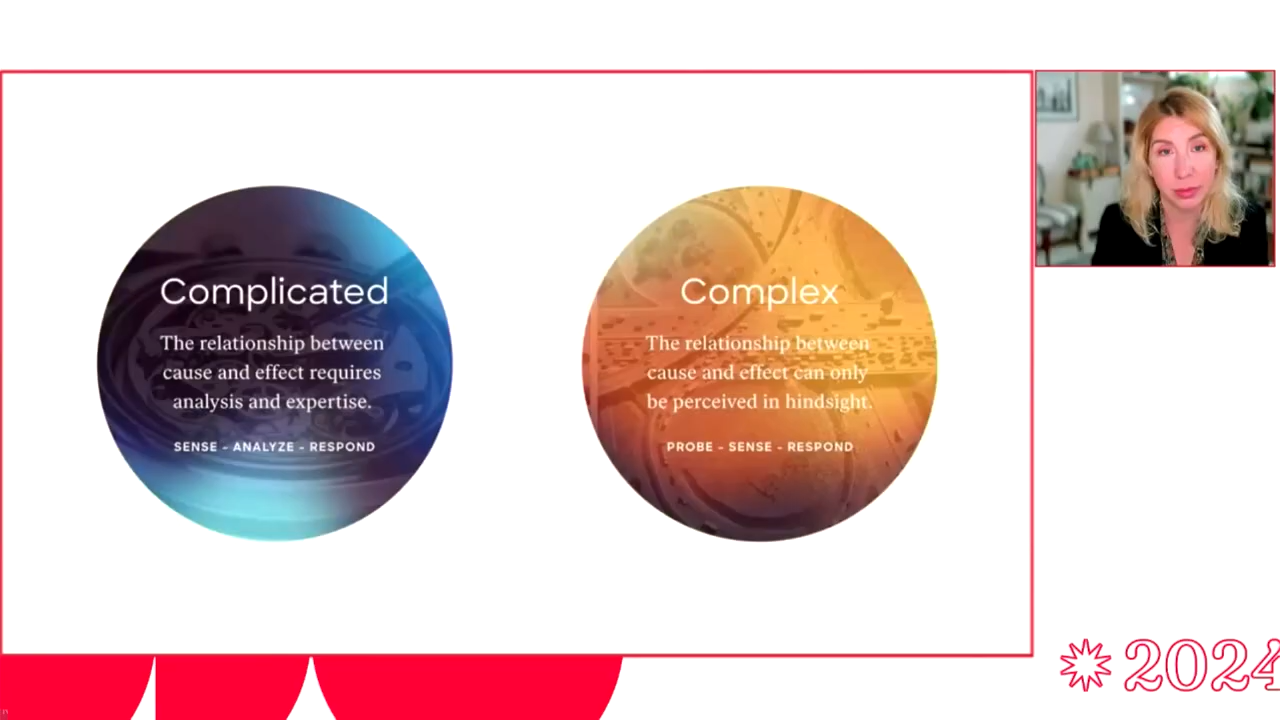 Complicated
The relationship between
cause and effect requires
analysis and expertise.
SENSE - ANALYZE - RESPOND
Complex
The relationship between
cause and effect can only
be perceived in hindsight.
PROBE - SENSE - RESPOND
2024